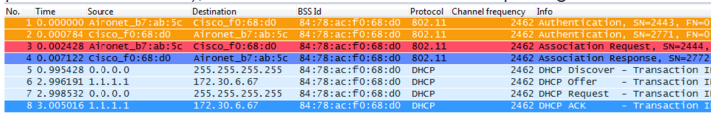 No. Time Source Destination BSS Id Protocol Channel frequency Info
1 0.000000 Aironet_b7:ab:5c Cisco_f0:68:d0 84:78:ac:f0:68:d0 802.11 2462 Authentication, SN=2443, FN=0
2 0.000784 Cisco_f0:68:d0 Aironet_b7:ab:5c 84:78:ac:f0:68:d0 802.11 2462 Authentication, SN=2771, FN=0
3 0.002428 Aironet_b7:ab:5c Cisco_f0:68:d0 84:78:ac:f0:68:d0 802.11 2462 Association Request, SN=2444,
4 0.007122 Cisco_f0:68:d0 Aironet_b7:ab:5c 84:78:ac:f0:68:d0 802.11 2462 Association Response, SN=2772
5 0.995428 0.0.0.0 255.255.255.255 84:78:ac:f0:68:d0 DHCP 2462 DHCP Discover - Transaction I
6 2.996191 1.1.1.1 172.30.6.67 84:78:ac:f0:68:d0 DHCP 2462 DHCP Offer - Transaction I
7 2.998532 0.0.0.0 255.255.255.255 84:78:ac:f0:68:d0 DHCP 2462 DHCP Request - Transaction I
8 3.005016 1.1.1.1 172.30.6.67 84:78:ac:f0:68:d0 DHCP 2462 DHCP ACK - Transaction I